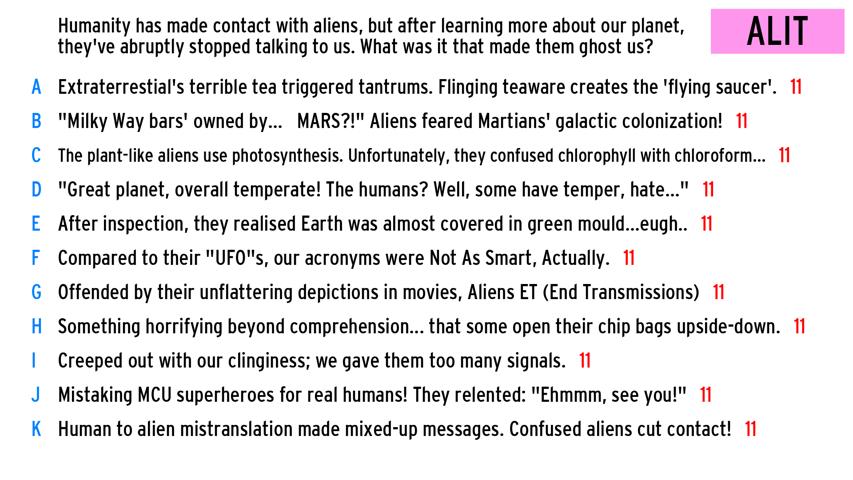 Humanity has made contact with aliens, but after learning more about our planet,
they've abruptly stopped talking to us. What was it that made them ghost us?
ALIT
A Extraterrestial's terrible tea triggered tantrums. Flinging teaware creates the 'flying saucer'. 11
B "Milky Way bars' owned by... MARS?!" Aliens feared Martians' galactic colonization! 11
C The plant-like aliens use photosynthesis. Unfortunately, they confused chlorophyll with chloroform... 11
D "Great planet, overall temperate! The humans? Well, some have temper, hate..." 11
E After inspection, they realised Earth was almost covered in green mould...eugh.. 11
F Compared to their "UFO"s, our acronyms were Not As Smart, Actually. 11
G Offended by their unflattering depictions in movies, Aliens ET (End Transmissions) 11
H Something horrifying beyond comprehension... that some open their chip bags upside-down. 11
I Creeped out with our clinginess; we gave them too many signals. 11
J Mistaking MCU superheroes for real humans! They relented: "Ehmmm, see you!" 11
K Human to alien mistranslation made mixed-up messages. Confused aliens cut contact! 11